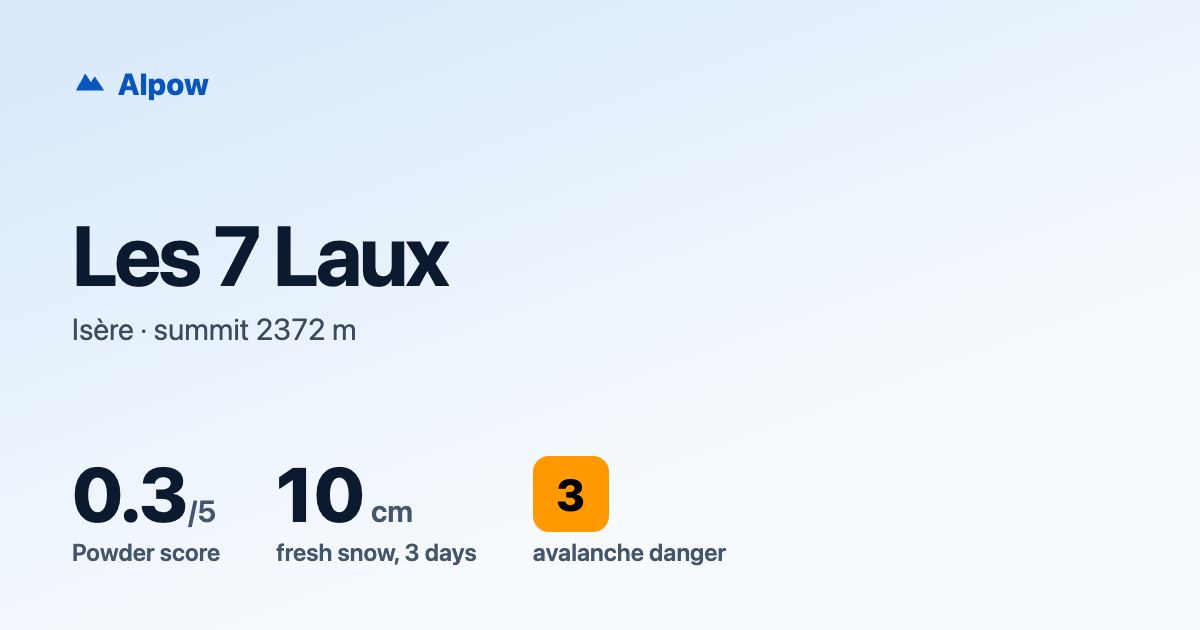 Alpow
Les 7 Laux
Isère · summit 2372 m
0.3/5
Powder score
10 cm
fresh snow, 3 days
3
avalanche danger